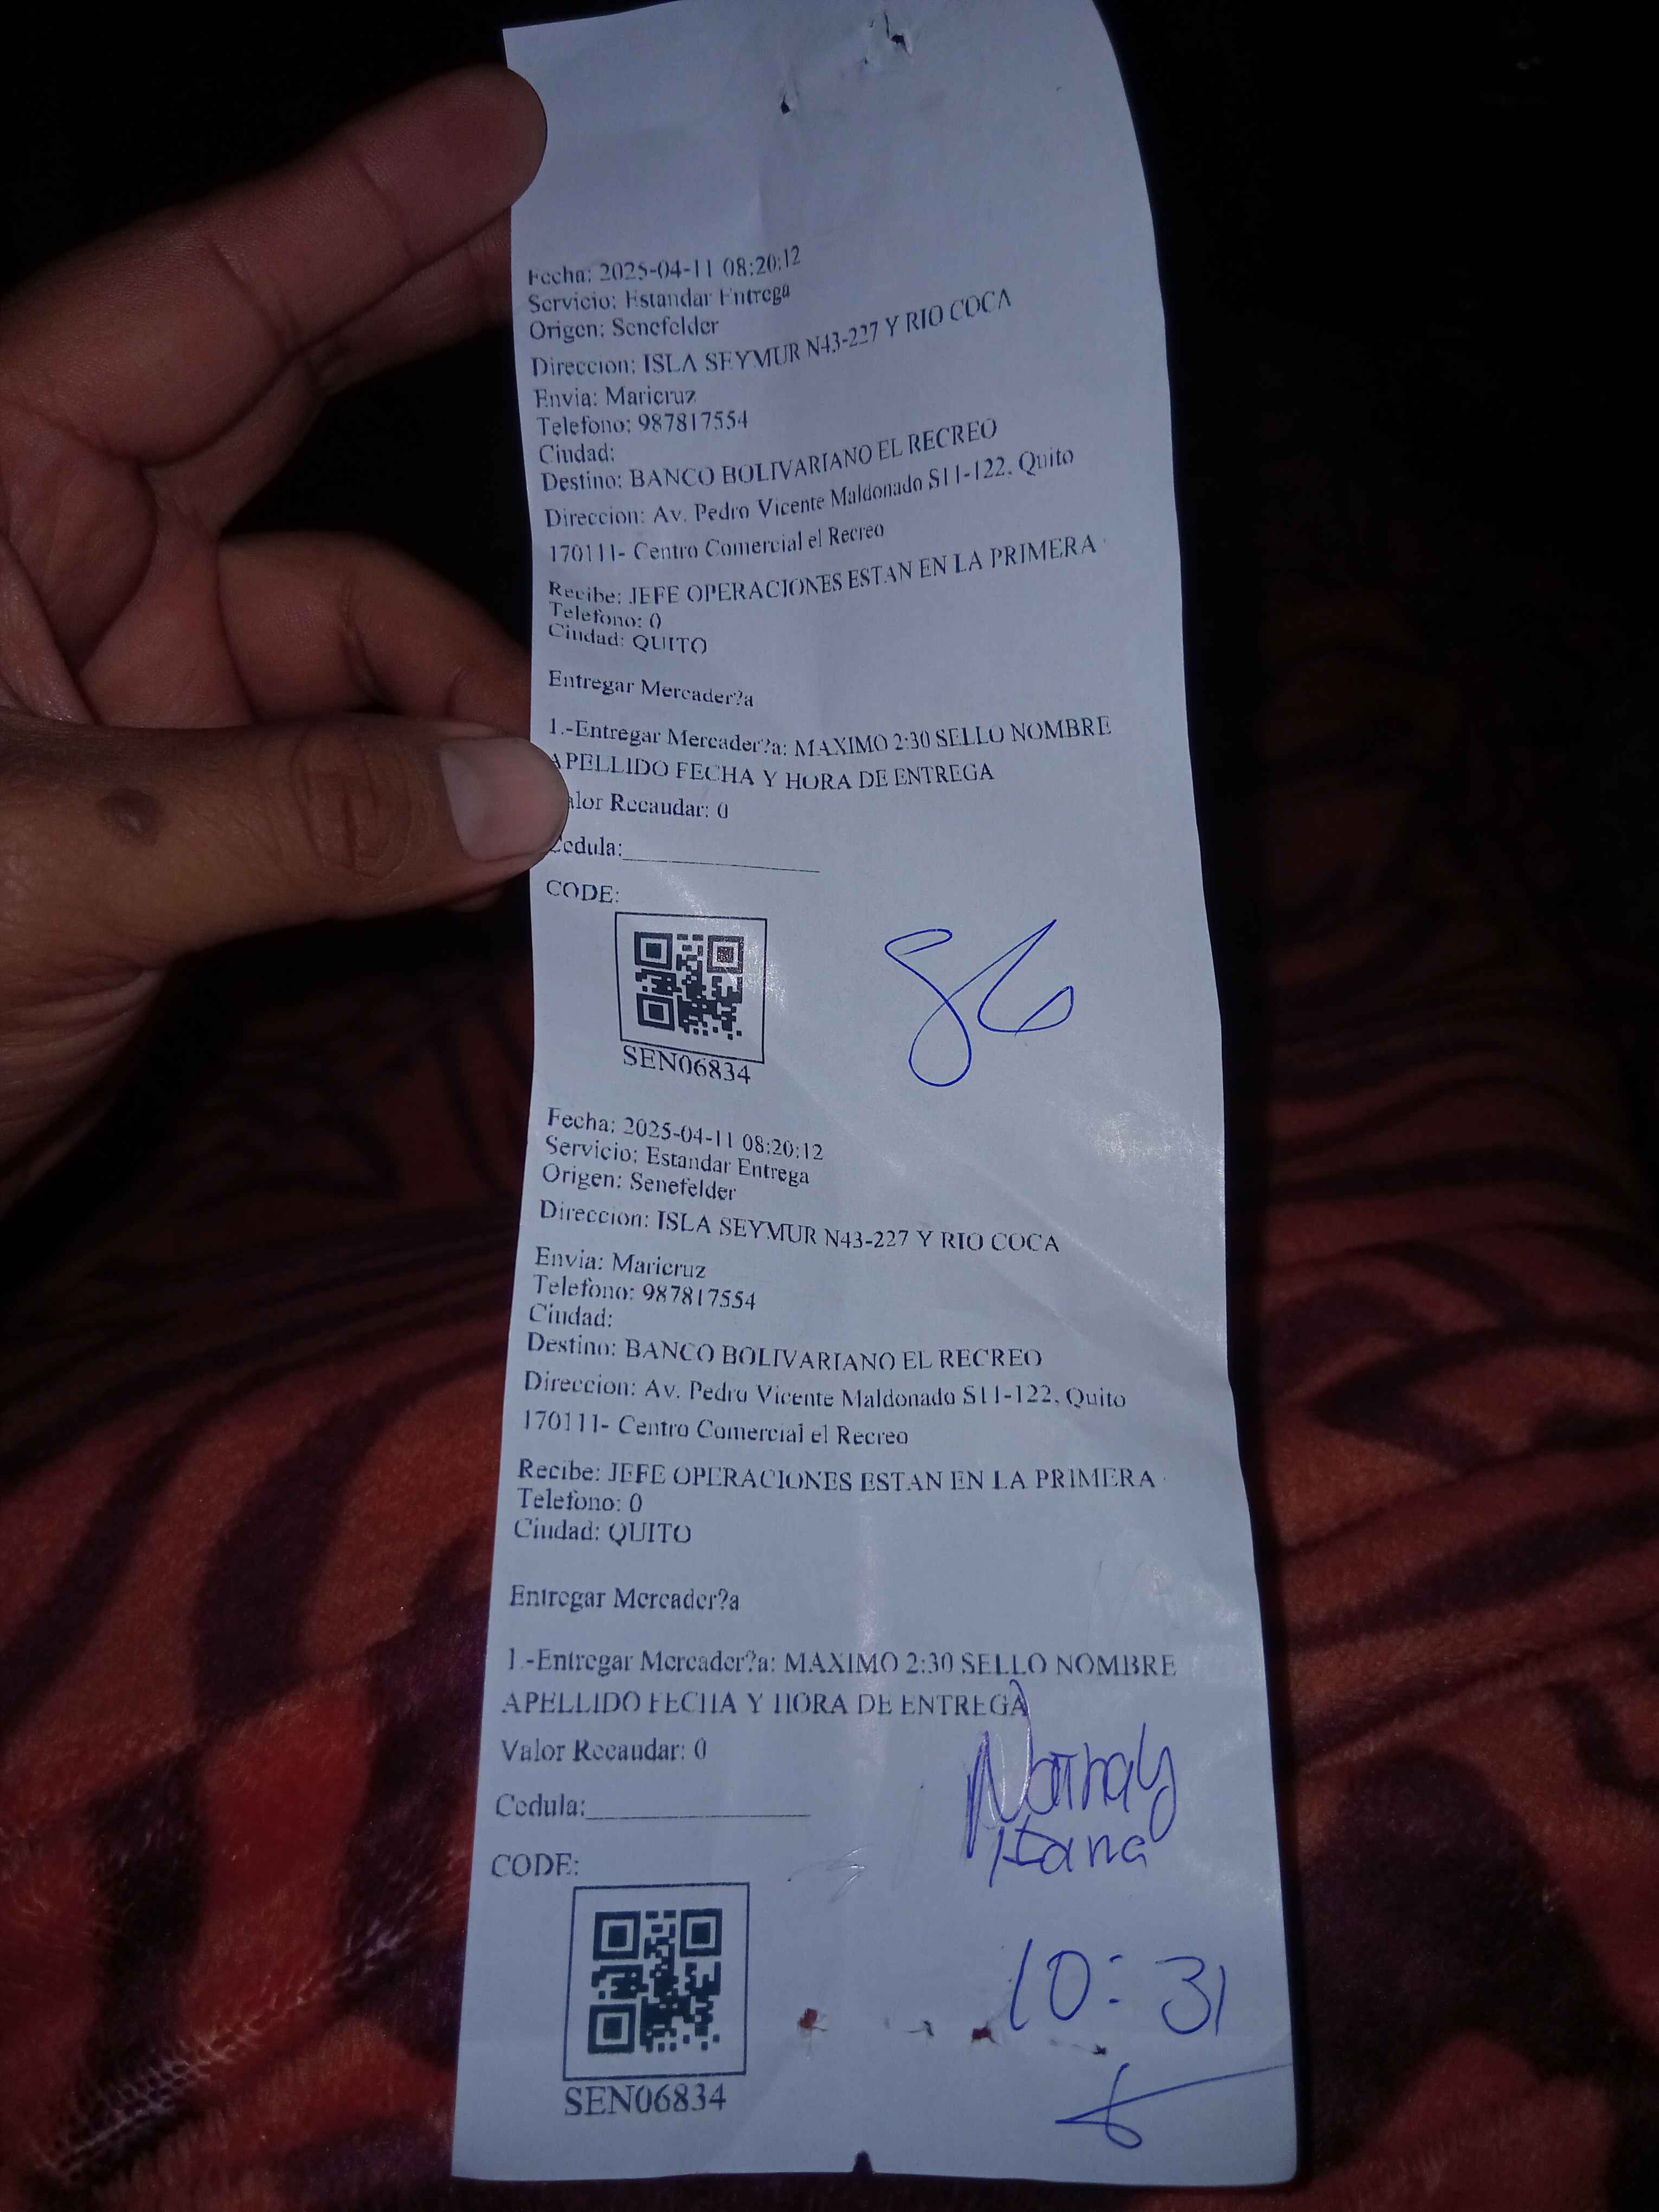 Fecha: 2025-04-11 08:20:12
Servicio: Estandar Entrega
Origen: Senefelder
Direccion: ISLA SEYMUR N43-227 Y RIO COCA
Envia: Maricruz
Telefono: 987817554
Ciudad:
Destino: BANCO BOLIVARIANO EL RECREO
Direccion: Av. Pedro Vicente Maldonado S11-122, Quito
170111- Centro Comercial el Recreo
Recibe: JEFE OPERACIONES ESTAN EN LA PRIMERA
Telefono: 0
Ciudad: QUITO
Entregar Mercader?a
1.-Entregar Mercader?a: MAXIMO 2:30 SELLO NOMBRE
APELLIDO FECHA Y HORA DE ENTREGA
alor Recaudar: 0
Cedula:
CODE:
86
SEN06834
Fecha: 2025-04-11 08:20:12
Servicio: Estandar Entrega
Origen: Senefelder
Direccion: ISLA SEYMUR N43-227 Y RIO COCA
Envia: Maricruz
Telefono: 987817554
Ciudad:
Destino: BANCO BOLIVARIANO EL RECREO
Direccion: Av. Pedro Vicente Maldonado S11-122, Quito
170111- Centro Comercial el Recreo
Recibe: JEFE OPERACIONES ESTAN EN LA PRIMERA
Telefono: 0
Ciudad: QUITO
Entregar Mercader?a
1.-Entregar Mercader?a: MAXIMO 2:30 SELLO NOMBRE
APELLIDO FECHA Y HORA DE ENTREGA
Valor Recaudar: 0
Cedula:
CODE:
10:31
SEN06834